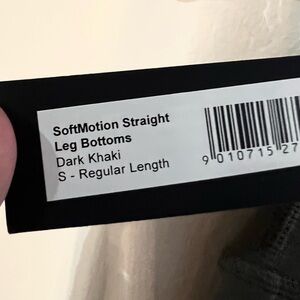 SoftMotion Straight
Leg Bottoms
Dark Khaki
S - Regular Length
9 010715 27